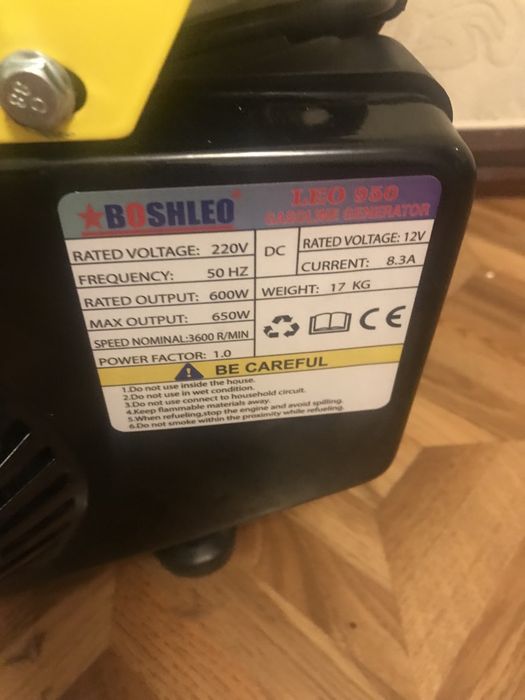 ★BOSHLEO®
LEO 950
GASOLINE GENERATOR
RATED VOLTAGE: 220V
FREQUENCY: 50 HZ
RATED OUTPUT: 600W
MAX OUTPUT: 650W
SPEED NOMINAL:3600 R/MIN
POWER FACTOR: 1.0
DC
RATED VOLTAGE: 12V
CURRENT: 8.3A
WEIGHT: 17 KG
CE
BE CAREFUL
1.Do not use inside the house.
2.Do not use in wet condition.
3.Do not use connect to household circuit.
4.Keep flammable materials away.
5.When refueling,stop the engine and avoid spilling.
6.Do not smoke within the proximity while refueling.